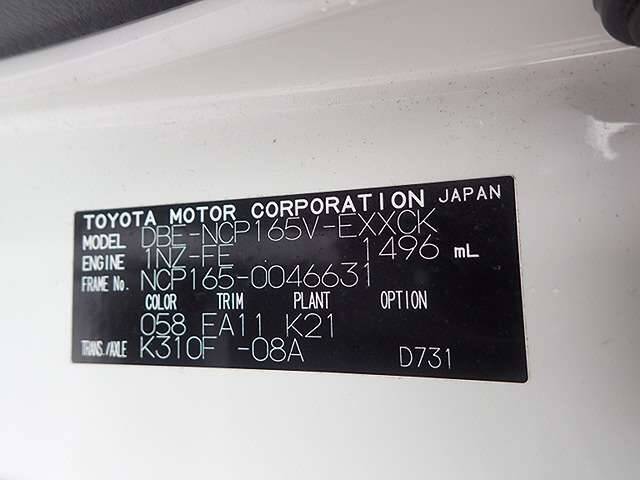 TOYOTA MOTOR CORPORATION JAPAN
MODEL DBE-NCP165V-EXXCK
ENGINE 1NZ-FE 1496 mL
FRAME No. NCP165-0046631
COLOR TRIM PLANT OPTION
058 FA11 K21
TRANS./AXLE K310F -08A D731